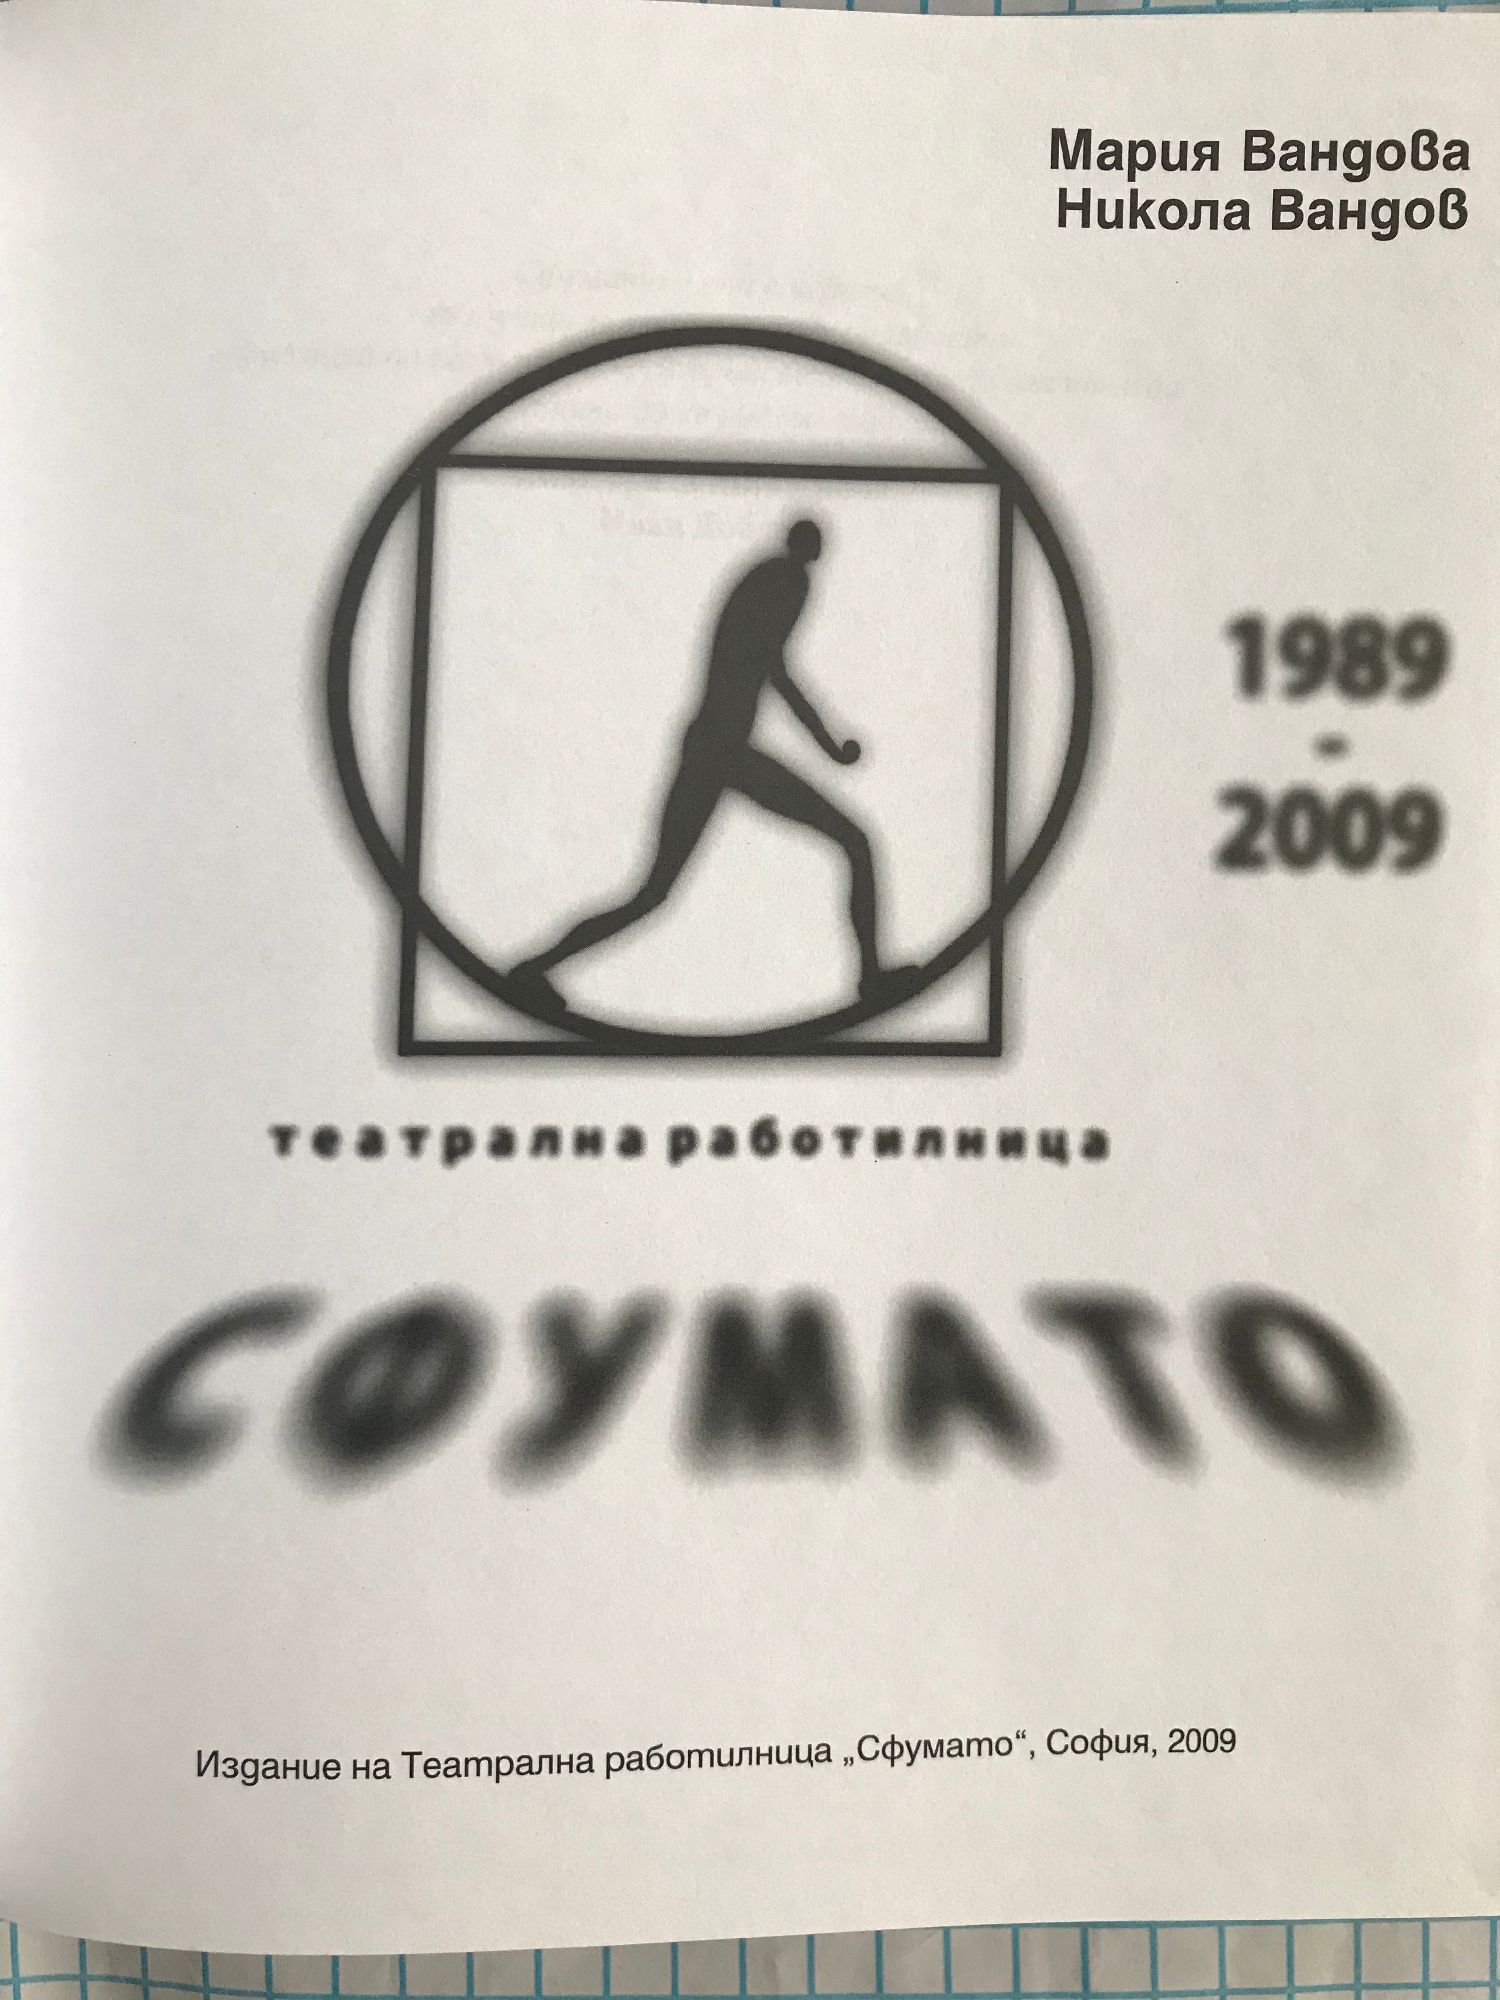 Мария Вандова
Никола Вандов
1989
-
2009
театрална работилница
СФУМАТО
Издание на Театрална работилница „Сфумато“, София, 2009